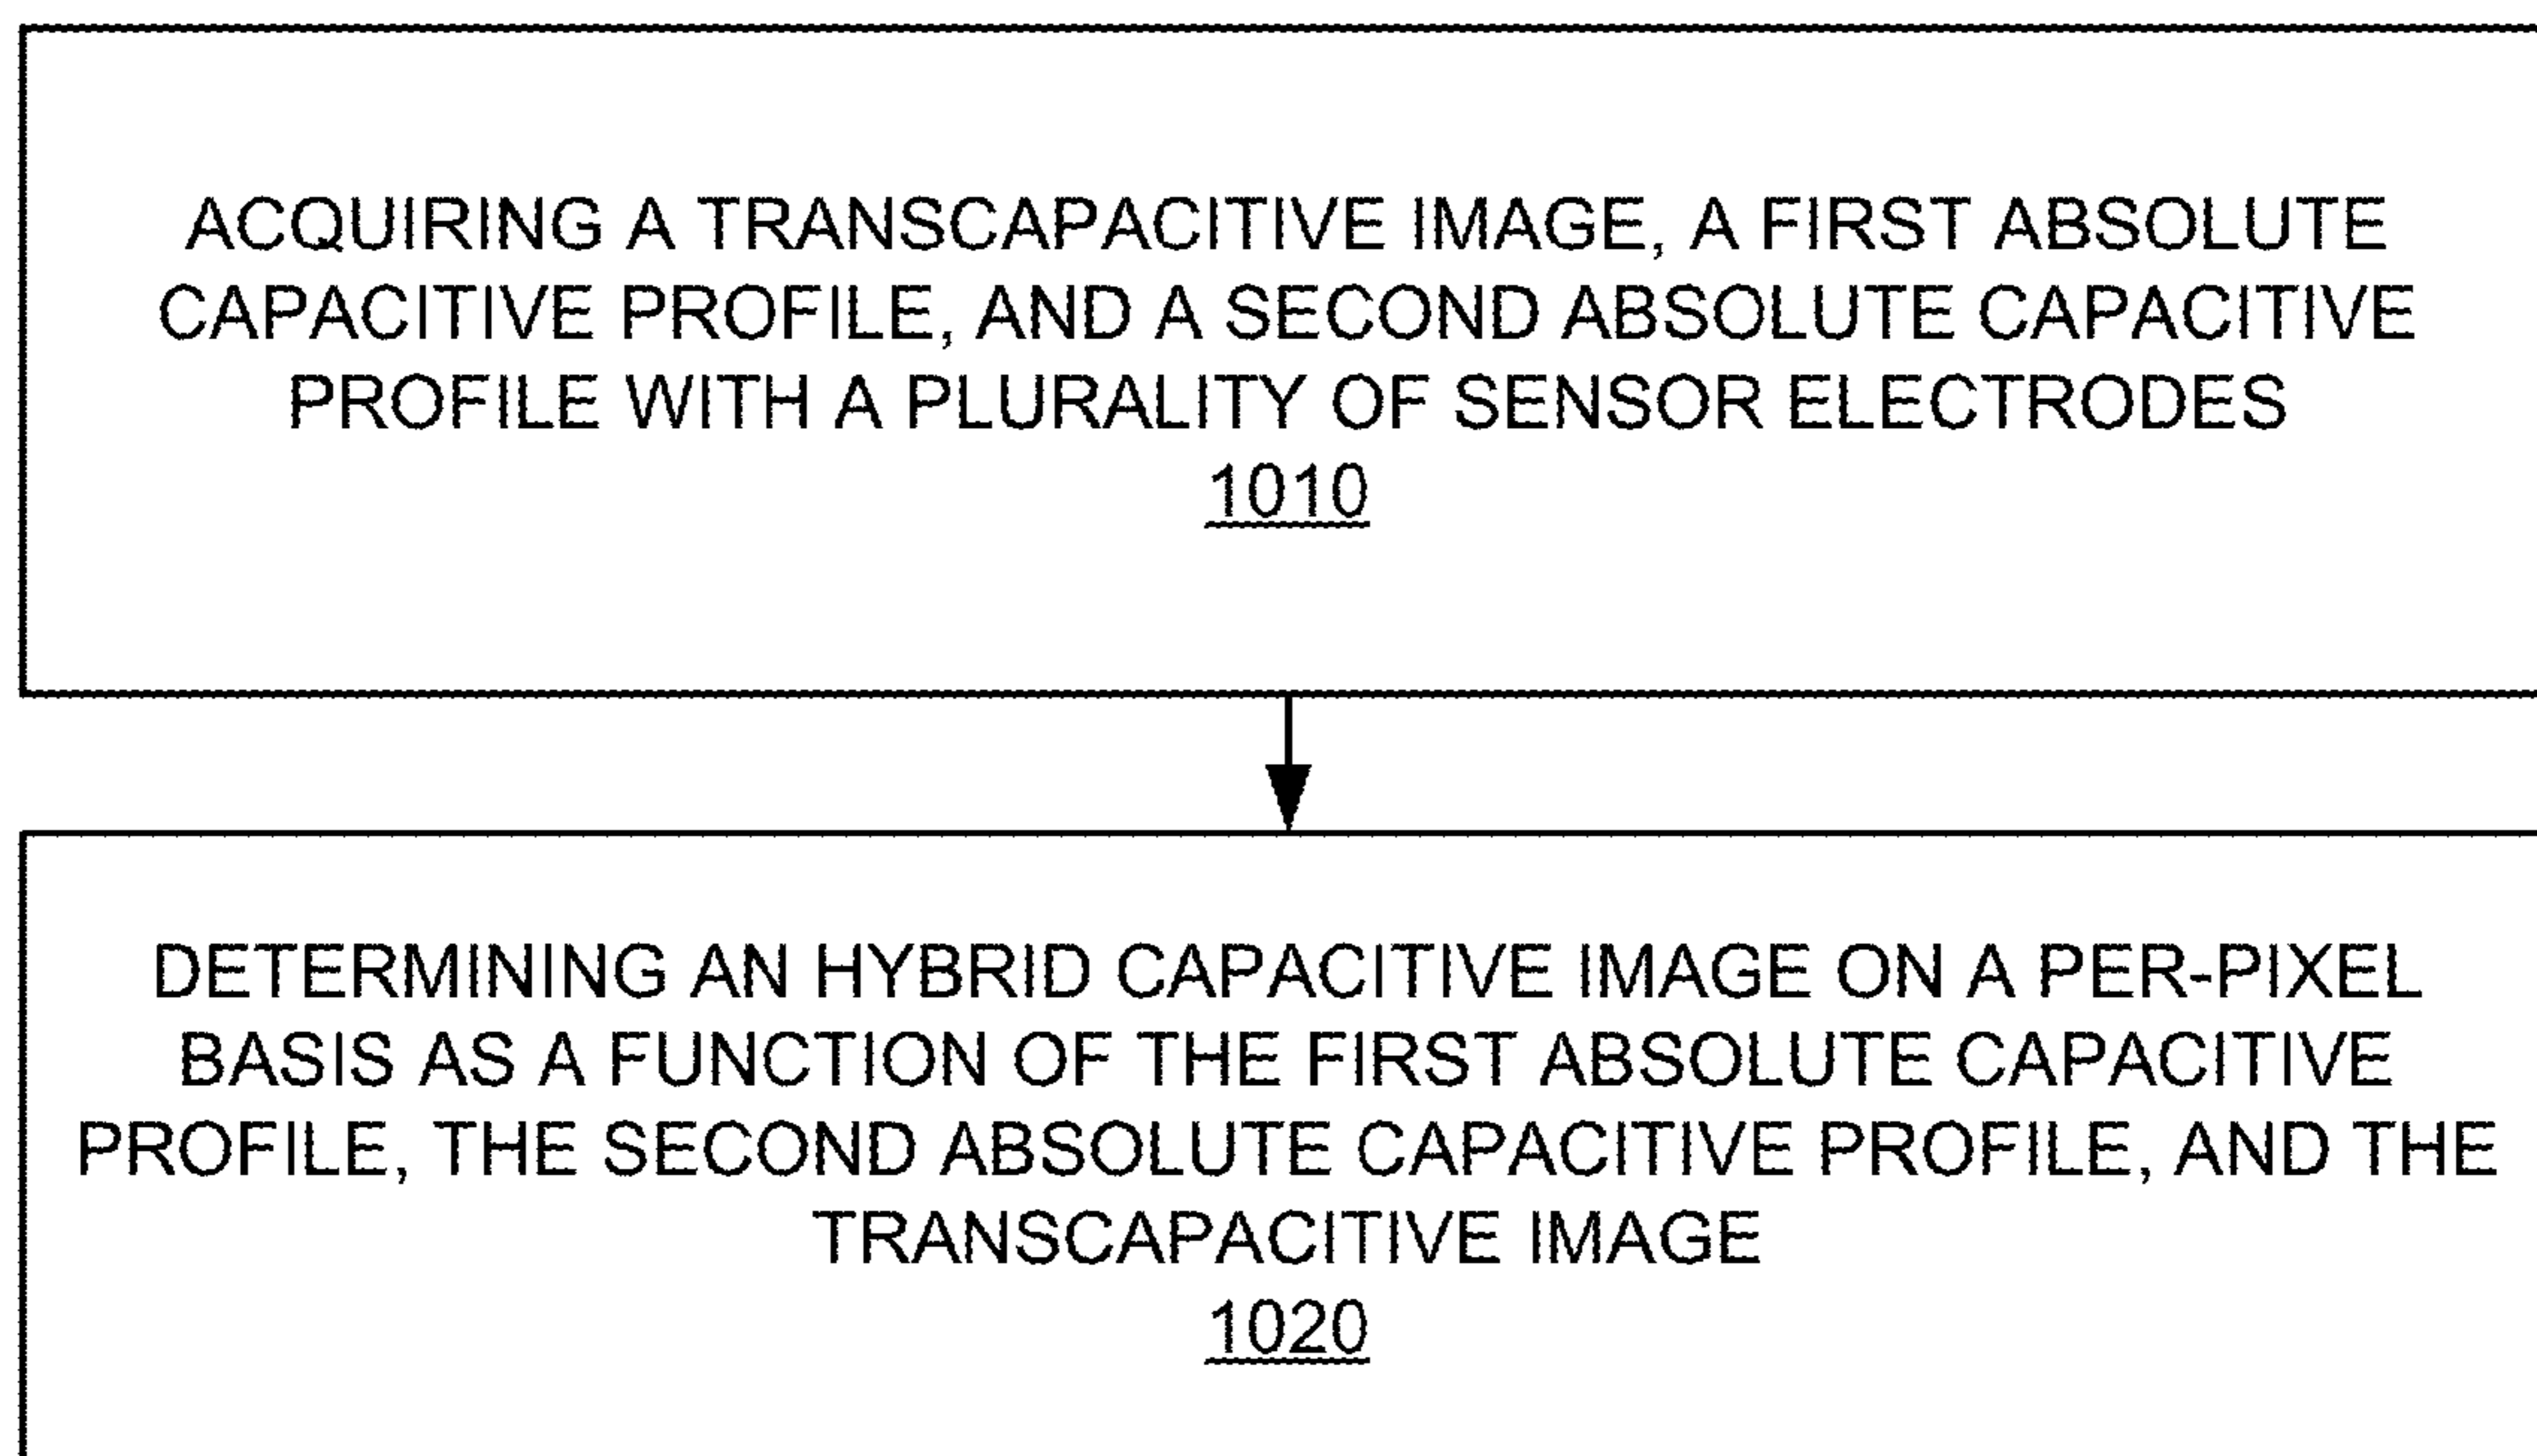 ACQUIRING A TRANSCAPACITIVE IMAGE, A FIRST ABSOLUTE
CAPACITIVE PROFILE, AND A SECOND ABSOLUTE CAPACITIVE
PROFILE WITH A PLURALITY OF SENSOR ELECTRODES
1010
DETERMINING AN HYBRID CAPACITIVE IMAGE ON A PER-PIXEL
BASIS AS A FUNCTION OF THE FIRST ABSOLUTE CAPACITIVE
PROFILE, THE SECOND ABSOLUTE CAPACITIVE PROFILE, AND THE
TRANSCAPACITIVE IMAGE
1020